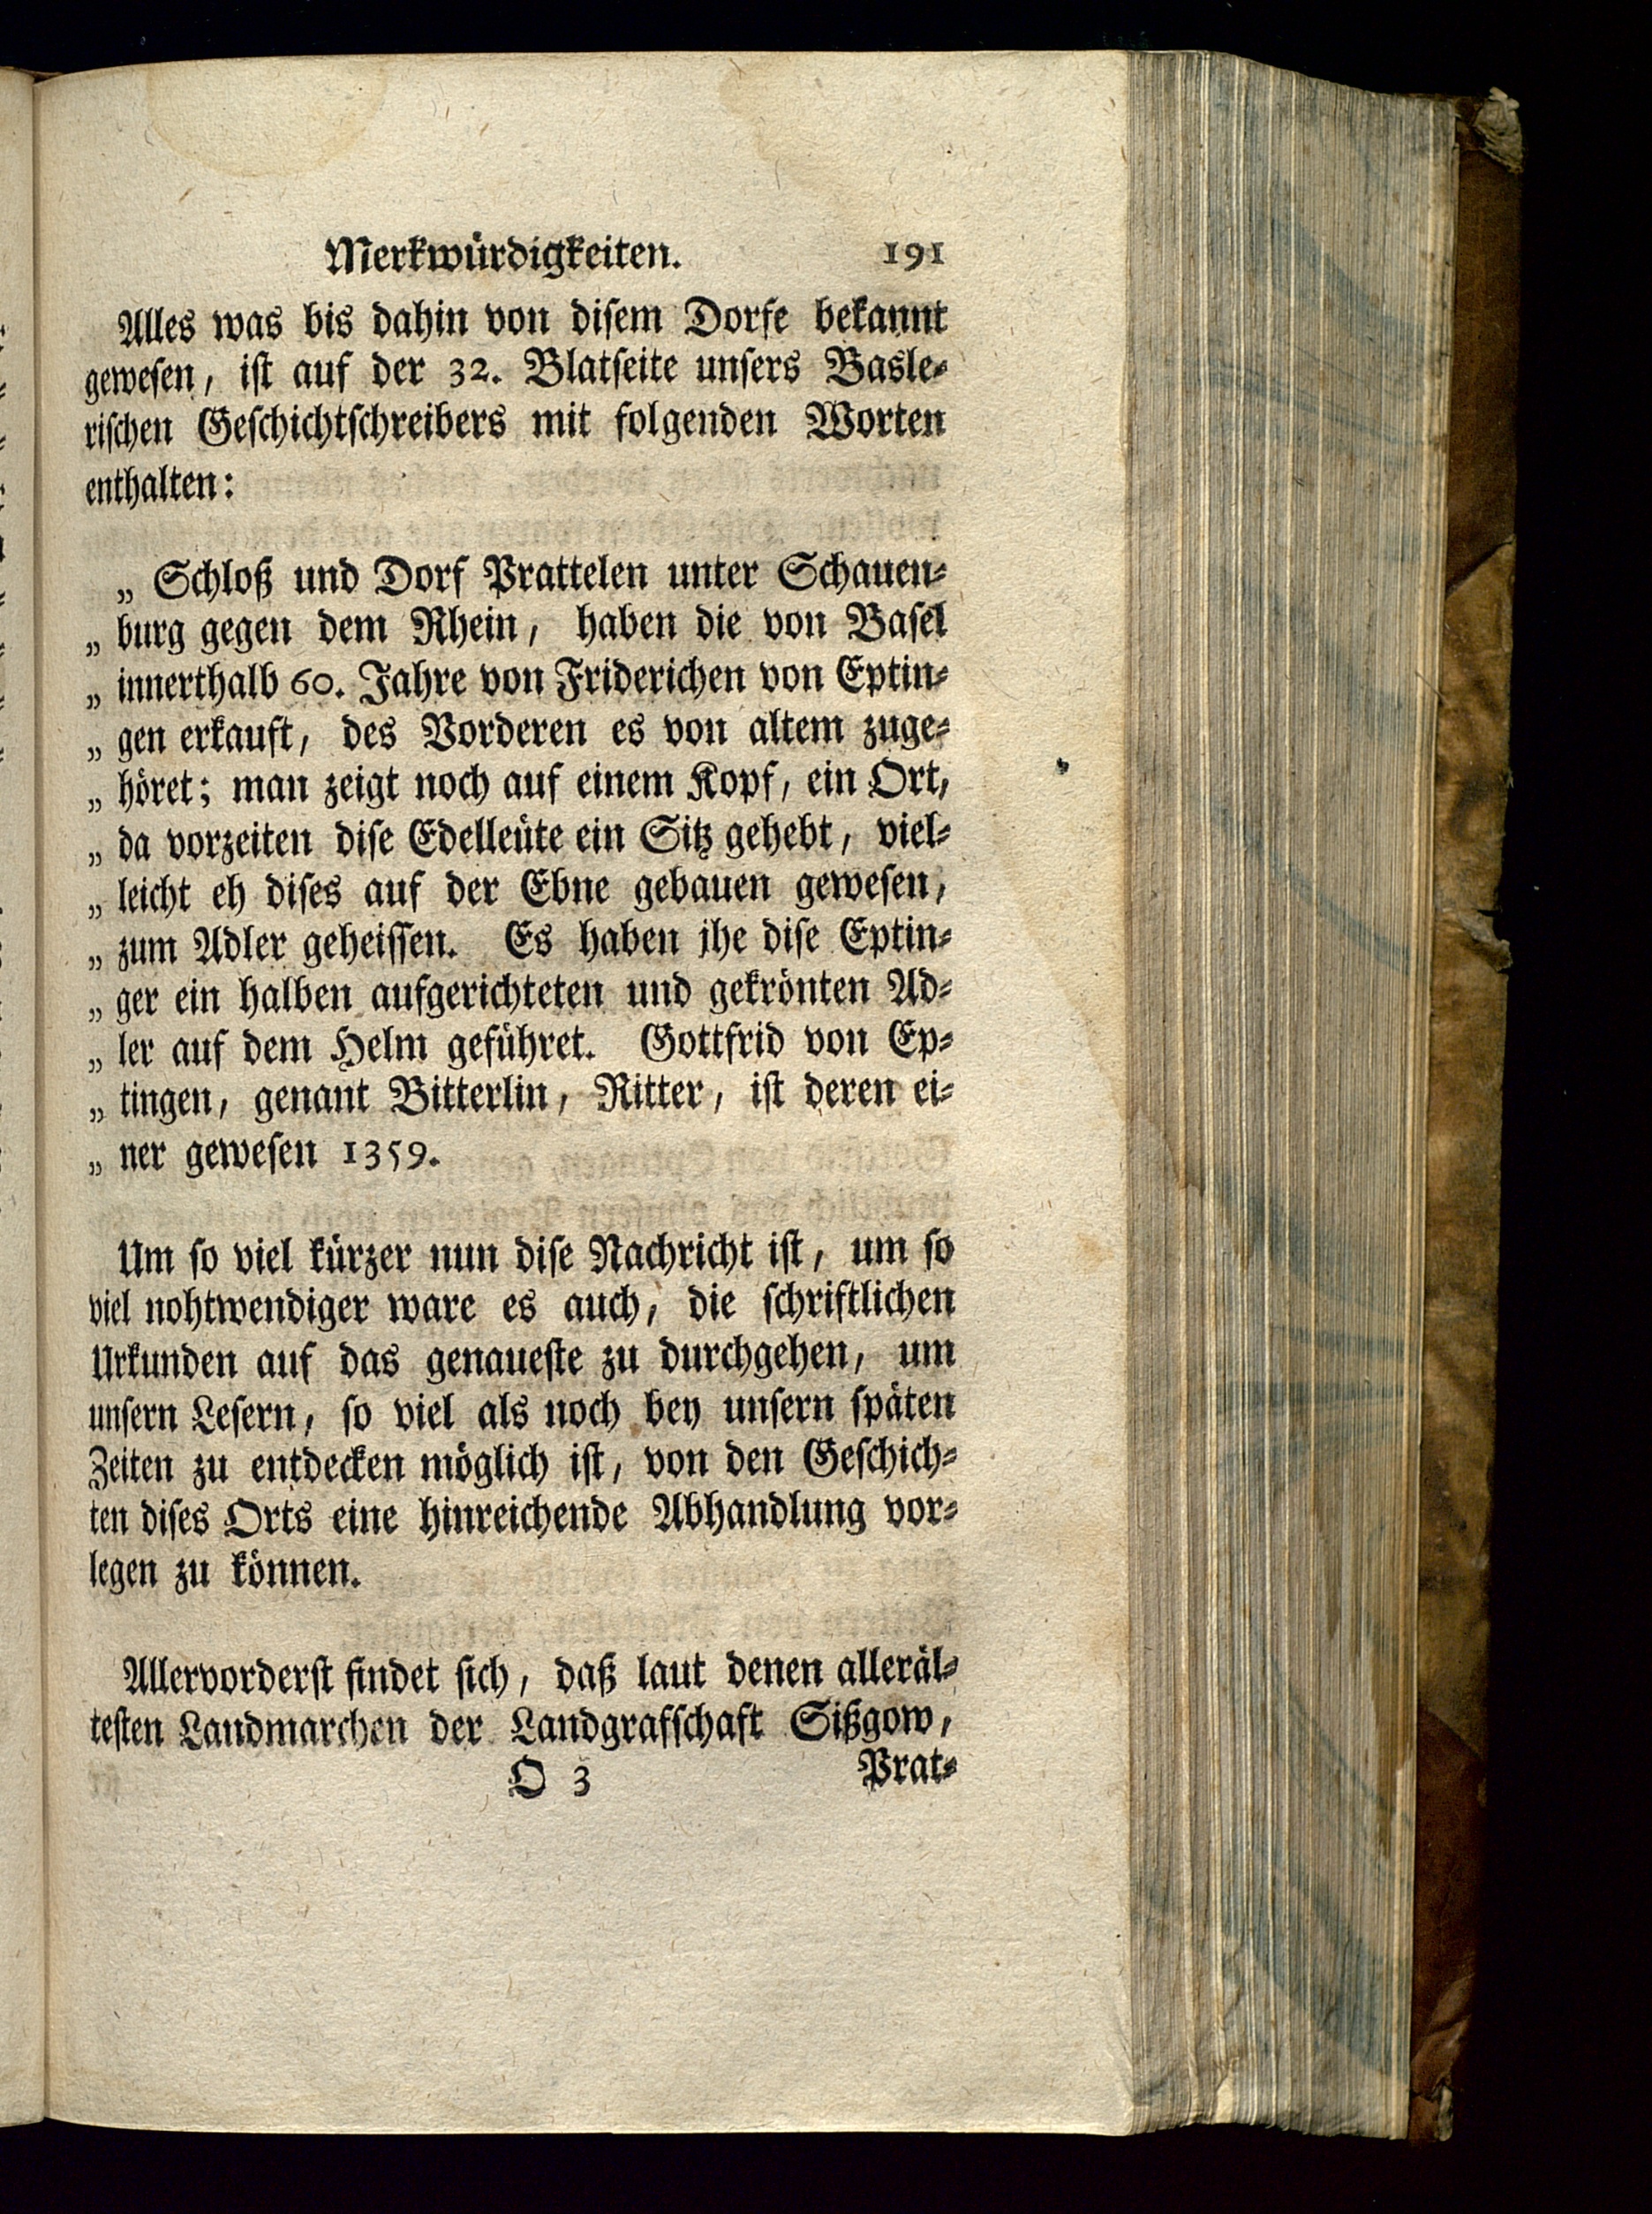 Merkwürdigkeiten. 191
Alles was bis dahin von disem Dorfe bekannt
gewesen, ist auf der 32. Blatseite unsers Basle-
rischen Geschichtschreibers mit folgenden Worten
enthalten:
„ Schloß und Dorf Prattelen unter Schauen-
„ burg gegen dem Rhein, haben die von Basel
„ innerthalb 60. Jahre von Friderichen von Eptin-
„ gen erkauft, des Vorderen es von altem zuge-
„ höret; man zeigt noch auf einem Kopf, ein Ort,
„ da vorzeiten dise Edelleüte ein Sitz gehebt, viel-
„ leicht eh dises auf der Ebne gebauen gewesen,
„ zum Adler geheissen. Es haben jhe dise Eptin-
„ ger ein halben aufgerichteten und gekrönten Ad-
„ ler auf dem Helm geführet. Gottfrid von Ep-
„ tingen, genant Bitterlin, Ritter, ist deren ei-
„ ner gewesen 1359.
Um so viel kürzer nun dise Nachricht ist, um so
viel nohtwendiger ware es auch, die schriftlichen
Urkunden auf das genaueste zu durchgehen, um
unsern Lesern, so viel als noch bey unsern späten
Zeiten zu entdecken möglich ist, von den Geschich-
ten dises Orts eine hinreichende Abhandlung vor-
legen zu können.
Allervorderst findet sich, daß laut denen alleräl-
testen Landmarchen der Landgrafschaft Sißgow,
O 3 Prat-